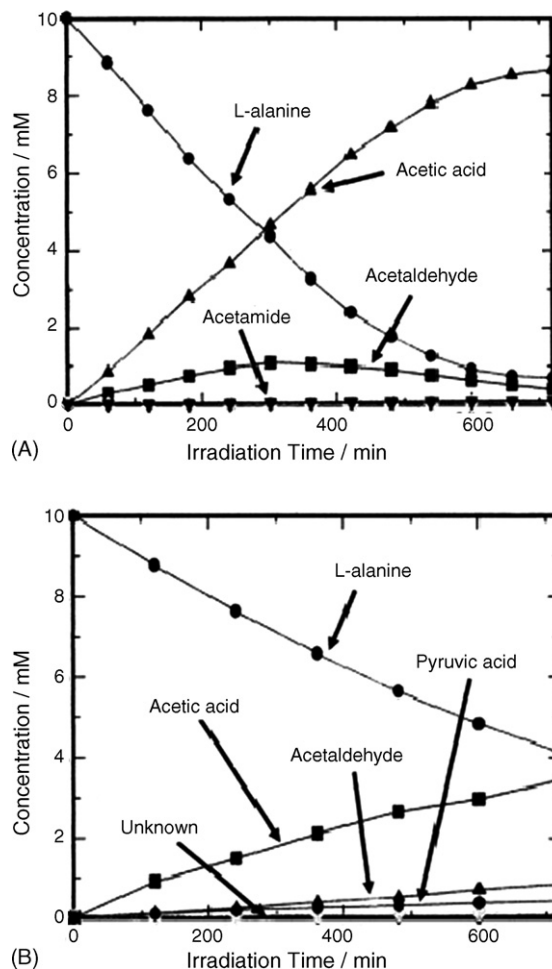 10
8
6
4
2
0
Concentration / mM
L-alanine
Acetic acid
Acetaldehyde
Acetamide
0
200
400
600
Irradiation Time / min
(A)
10
8
6
4
2
0
Concentration / mM
L-alanine
Pyruvic acid
Acetic acid
Acetaldehyde
Unknown
0
200
400
600
Irradiation Time / min
(B)